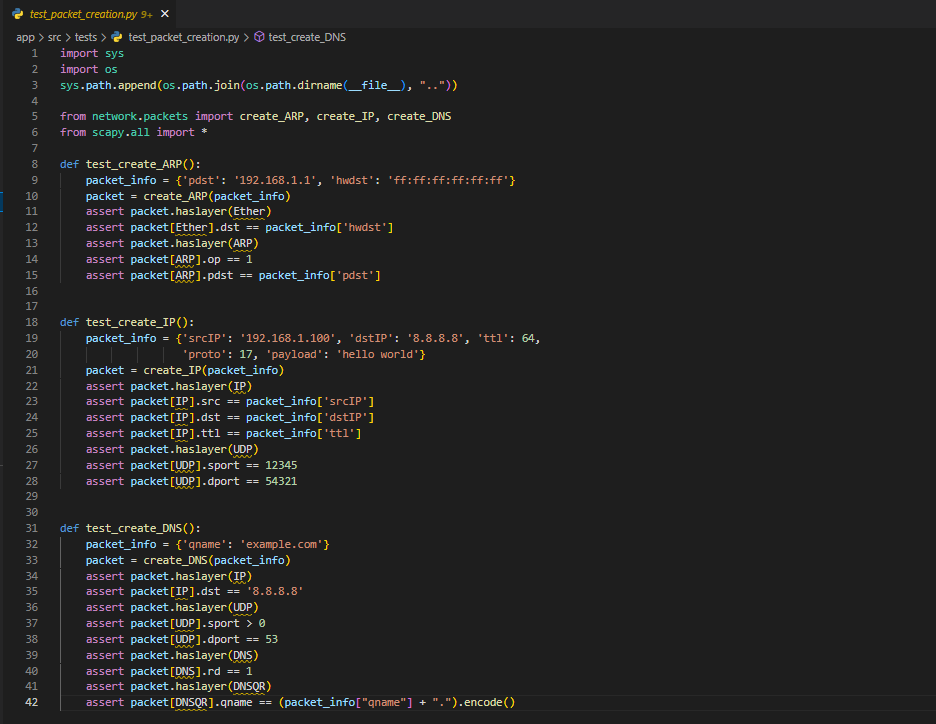 test_packet_creation.py 9+ ×
app > src > tests > test_packet_creation.py > test_create_DNS
1 import sys
2 import os
3 sys.path.append(os.path.join(os.path.dirname(__file__), ".."))
4
5 from network.packets import create_ARP, create_IP, create_DNS
6 from scapy.all import *
7
8 def test_create_ARP():
9     packet_info = {'pdst': '192.168.1.1', 'hwdst': 'ff:ff:ff:ff:ff:ff'}
10     packet = create_ARP(packet_info)
11     assert packet.haslayer(Ether)
12     assert packet[Ether].dst == packet_info['hwdst']
13     assert packet.haslayer(ARP)
14     assert packet[ARP].op == 1
15     assert packet[ARP].pdst == packet_info['pdst']
16
17
18 def test_create_IP():
19     packet_info = {'srcIP': '192.168.1.100', 'dstIP': '8.8.8.8', 'ttl': 64,
20                    'proto': 17, 'payload': 'hello world'}
21     packet = create_IP(packet_info)
22     assert packet.haslayer(IP)
23     assert packet[IP].src == packet_info['srcIP']
24     assert packet[IP].dst == packet_info['dstIP']
25     assert packet[IP].ttl == packet_info['ttl']
26     assert packet.haslayer(UDP)
27     assert packet[UDP].sport == 12345
28     assert packet[UDP].dport == 54321
29
30
31 def test_create_DNS():
32     packet_info = {'qname': 'example.com'}
33     packet = create_DNS(packet_info)
34     assert packet.haslayer(IP)
35     assert packet[IP].dst == '8.8.8.8'
36     assert packet.haslayer(UDP)
37     assert packet[UDP].sport > 0
38     assert packet[UDP].dport == 53
39     assert packet.haslayer(DNS)
40     assert packet[DNS].rd == 1
41     assert packet.haslayer(DNSQR)
42     assert packet[DNSQR].qname == (packet_info["qname"] + ".").encode()